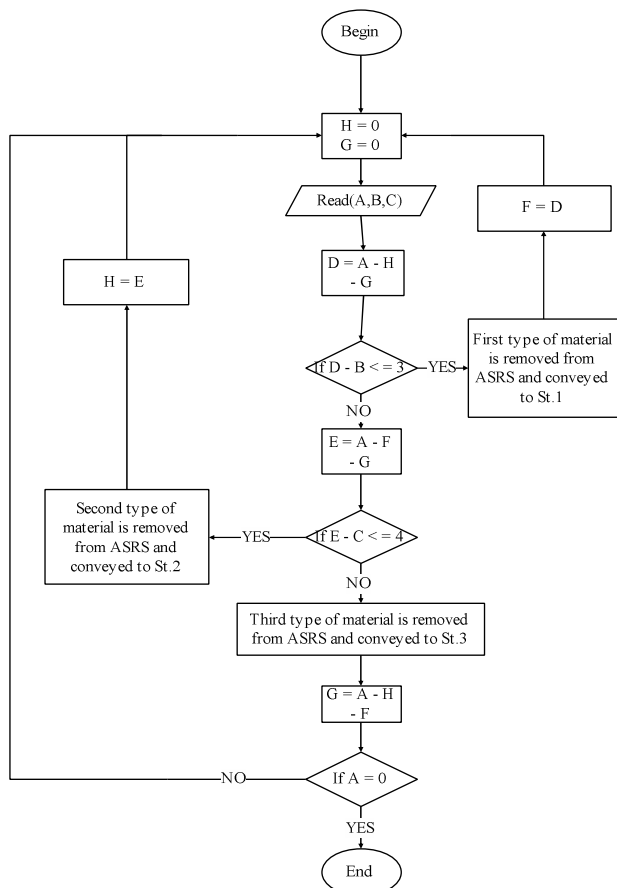 Begin
H = 0
G = 0
Read(A,B,C)
F = D
D = A - H
- G
H = E
If D - B < = 3
YES
First type of material
is removed from
ASRS and conveyed
to St.1
NO
E = A - F
- G
Second type of
material is removed
from ASRS and
conveyed to St.2
YES
If E - C < = 4
NO
Third type of material is removed
from ASRS and conveyed to St.3
G = A - H
- F
NO
If A = 0
YES
End